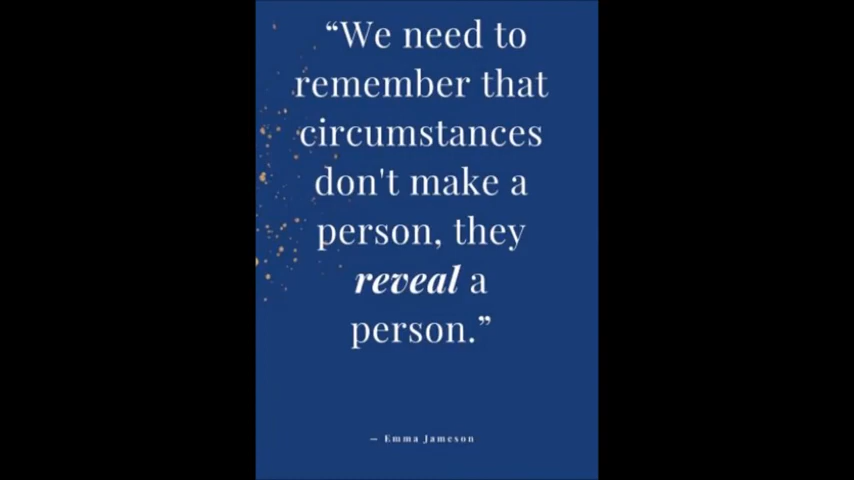 “We need to
remember that
circumstances
don't make a
person, they
reveal a
person.”
— Emma Jameson